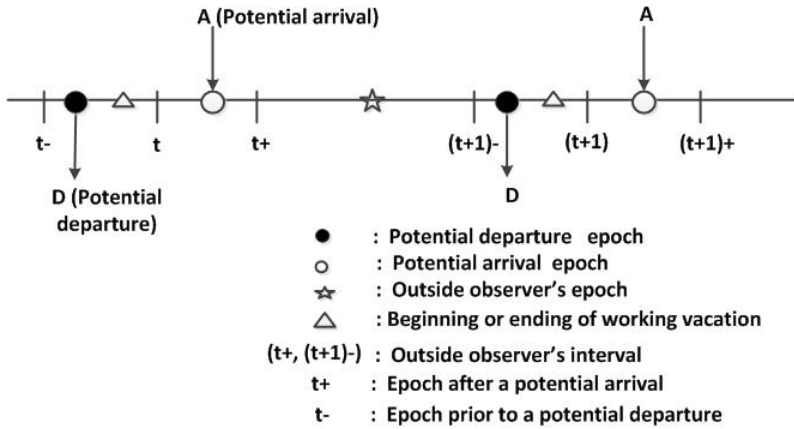 A (Potential arrival)
A
t-
t
t+
(t+1)-
(t+1)
(t+1)+
D (Potential
departure)
D
: Potential departure epoch
: Potential arrival epoch
: Outside observer's epoch
: Beginning or ending of working vacation
(t+, (t+1)-) : Outside observer's interval
t+ : Epoch after a potential arrival
t- : Epoch prior to a potential departure